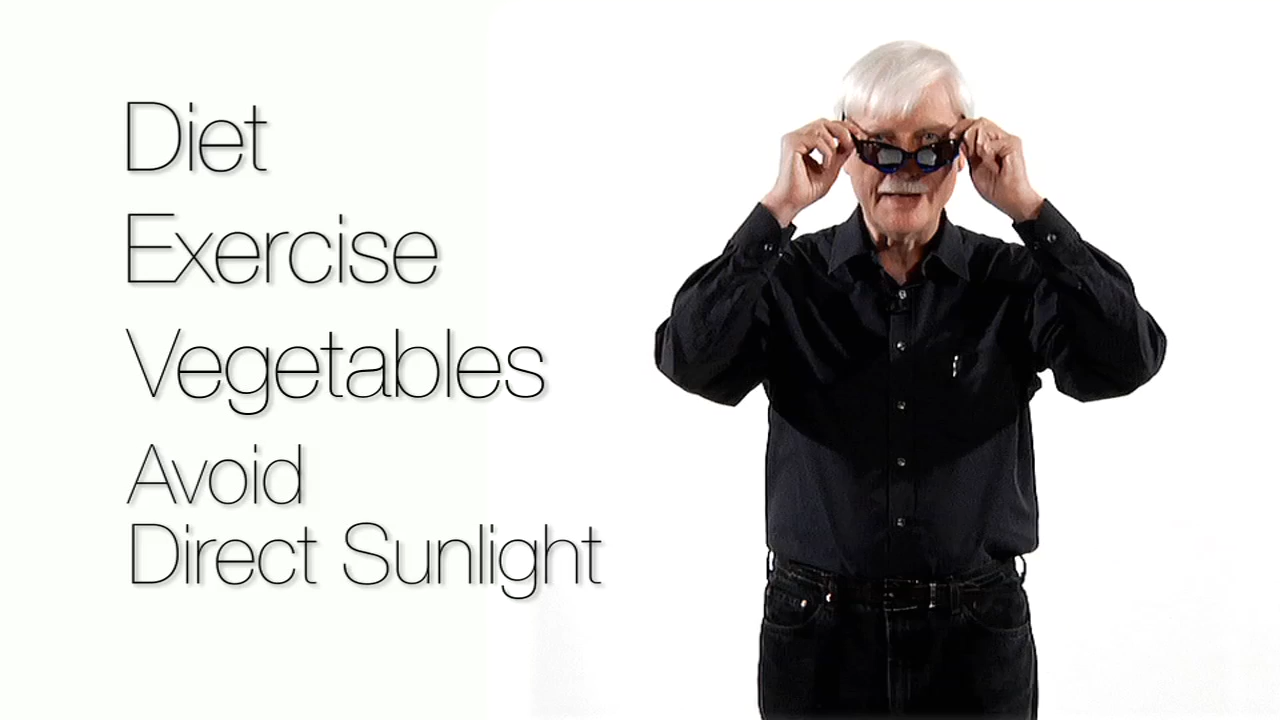 Diet
Exercise
Vegetables
Avoid
Direct Sunlight